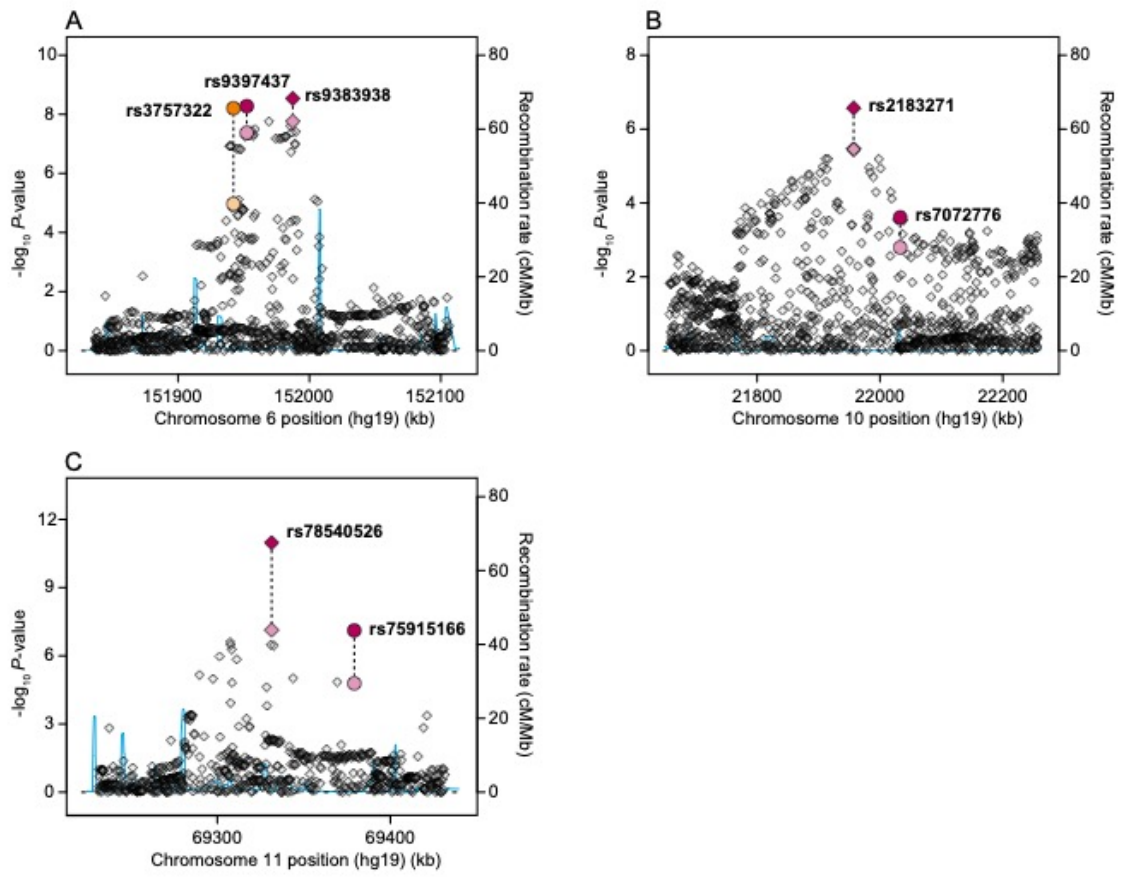 A
10
8
6
4
2
0
-log10 P-value
rs9397437
rs3757322
rs9383938
80
60
40
20
0
Recombination rate (cM/Mb)
151900
152000
152100
Chromosome 6 position (hg19) (kb)
B
8
6
4
2
0
-log10 P-value
rs2183271
rs7072776
80
60
40
20
0
Recombination rate (cM/Mb)
21800
22000
22200
Chromosome 10 position (hg19) (kb)
C
12
9
6
3
0
-log10 P-value
rs78540526
rs75915166
80
60
40
20
0
Recombination rate (cM/Mb)
69300
69400
Chromosome 11 position (hg19) (kb)